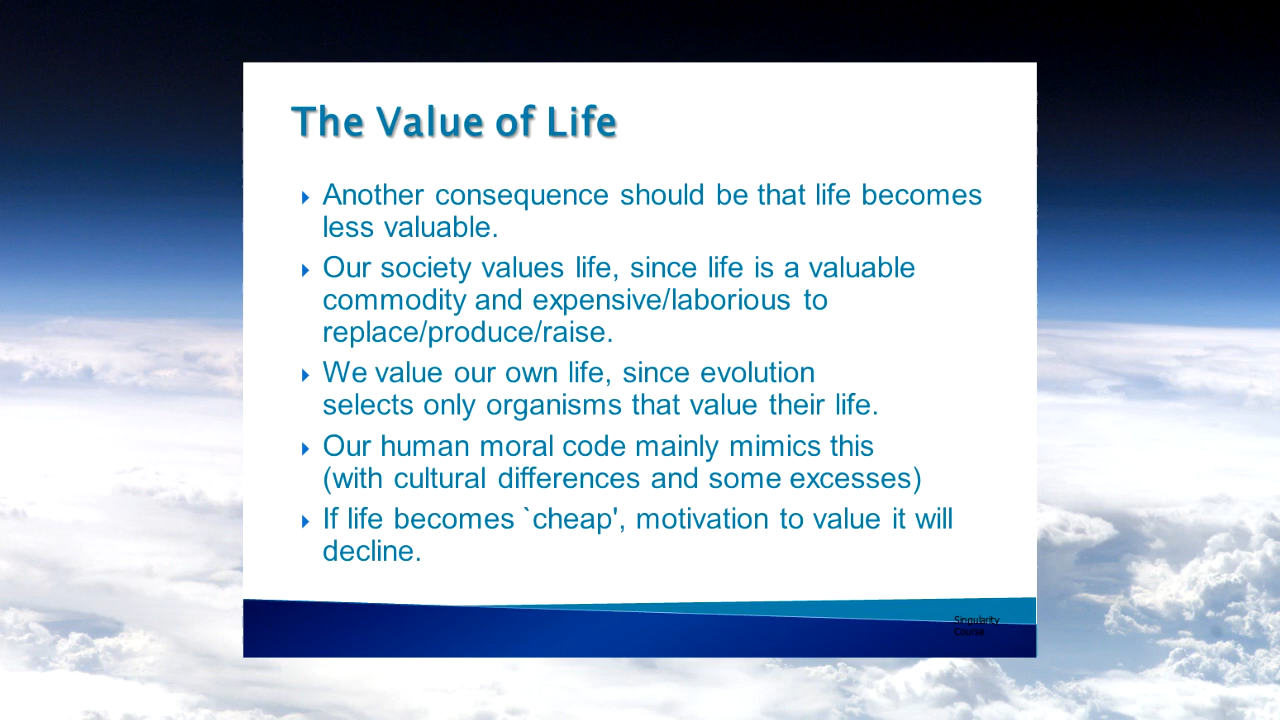 The Value of Life
Another consequence should be that life becomes
less valuable.
Our society values life, since life is a valuable
commodity and expensive/laborious to
replace/produce/raise.
We value our own life, since evolution
selects only organisms that value their life.
Our human moral code mainly mimics this
(with cultural differences and some excesses)
If life becomes `cheap', motivation to value it will
decline.
Singularity
Course